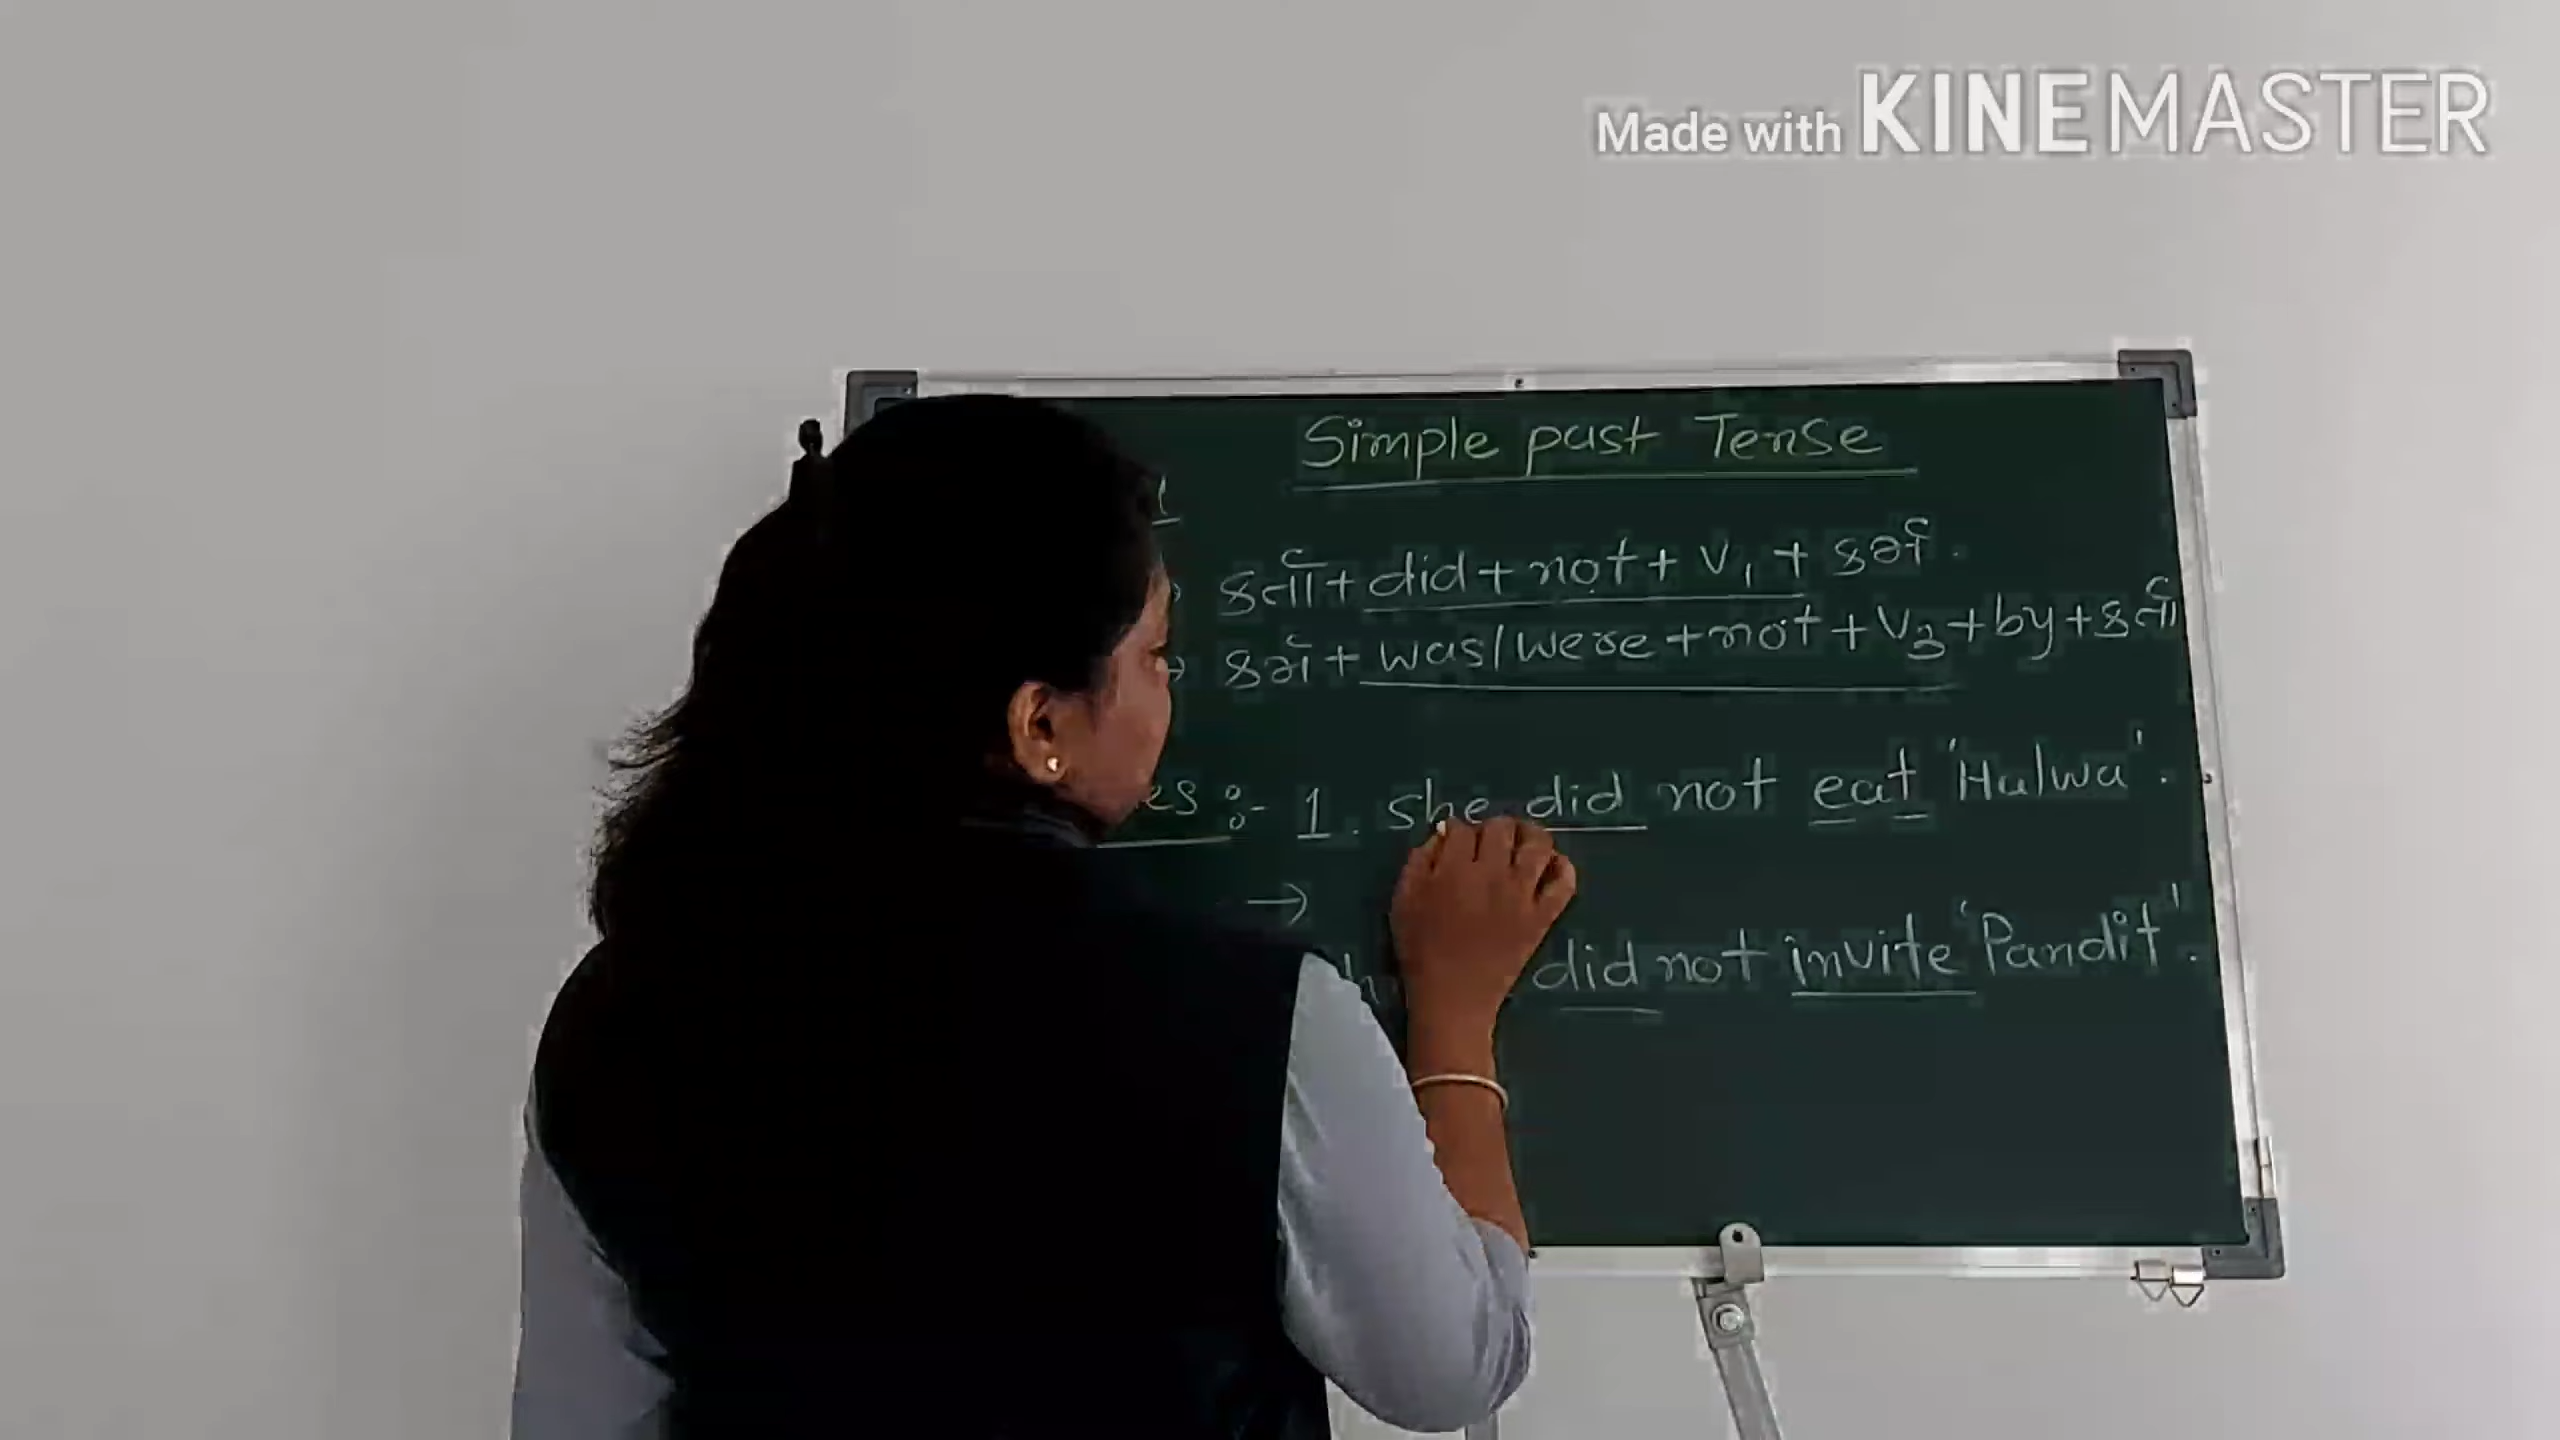 Made with KINEMASTER
Simple past Tense
1
→ કર્તા + did + not + V1 + કર્મ.
→ કર્મ + was/were + not + V3 + by + કર્તા
es :- 1. She did not eat 'Halwa'.
→
did not invite 'Pandit'.